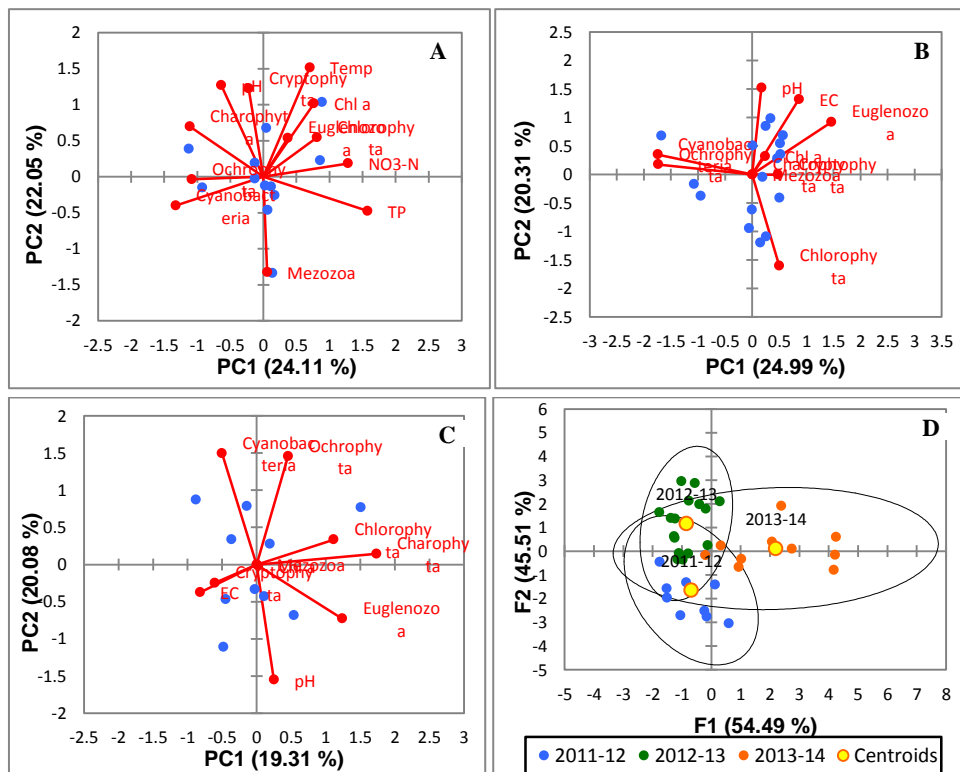 A
2
1.5
1
0.5
0
-0.5
-1
-1.5
-2
PC2 (22.05 %)
Temp
Cryptophy
ta
pH
Chl a
Charophyt
a
Euglenozo
a
Chlorophy
ta
NO3-N
Ochrophy
ta
Cyanobact
eria
TP
Mezozoa
-2.5 -2 -1.5 -1 -0.5 0 0.5 1 1.5 2 2.5 3
PC1 (24.11 %)
B
2.5
2
1.5
1
0.5
0
-0.5
-1
-1.5
-2
-2.5
PC2 (20.31 %)
pH
EC
Euglenozo
a
Cyanobac
teria
Ochrophy
ta
Chl a
Charophy
ta
Cryptophy
ta
Mezozoa
Chlorophy
ta
-3 -2.5 -2 -1.5 -1 -0.5 0 0.5 1 1.5 2 2.5 3 3.5
PC1 (24.99 %)
C
2
1.5
1
0.5
0
-0.5
-1
-1.5
-2
PC2 (20.08 %)
Cyanobac
teria
Ochrophy
ta
Chlorophy
ta
Charophy
ta
Mezozoa
Cryptophy
ta
EC
Euglenozo
a
pH
-2.5 -2 -1.5 -1 -0.5 0 0.5 1 1.5 2 2.5
PC1 (19.31 %)
D
6
5
4
3
2
1
0
-1
-2
-3
-4
-5
F2 (45.51 %)
2012-13
2013-14
2011-12
-5 -4 -3 -2 -1 0 1 2 3 4 5 6 7 8
F1 (54.49 %)
2011-12 2012-13 2013-14 Centroids